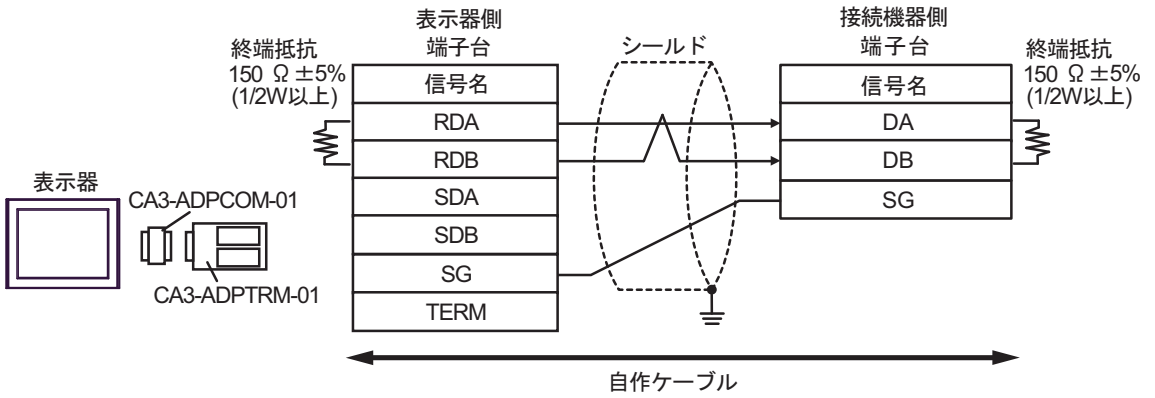 表示器側
端子台
接続機器側
端子台
シールド
終端抵抗
150 Ω ±5%
(1/2W以上)
終端抵抗
150 Ω ±5%
(1/2W以上)
信号名
RDA
RDB
SDA
SDB
SG
TERM
信号名
DA
DB
SG
表示器
CA3-ADPCOM-01
CA3-ADPTRM-01
自作ケーブル